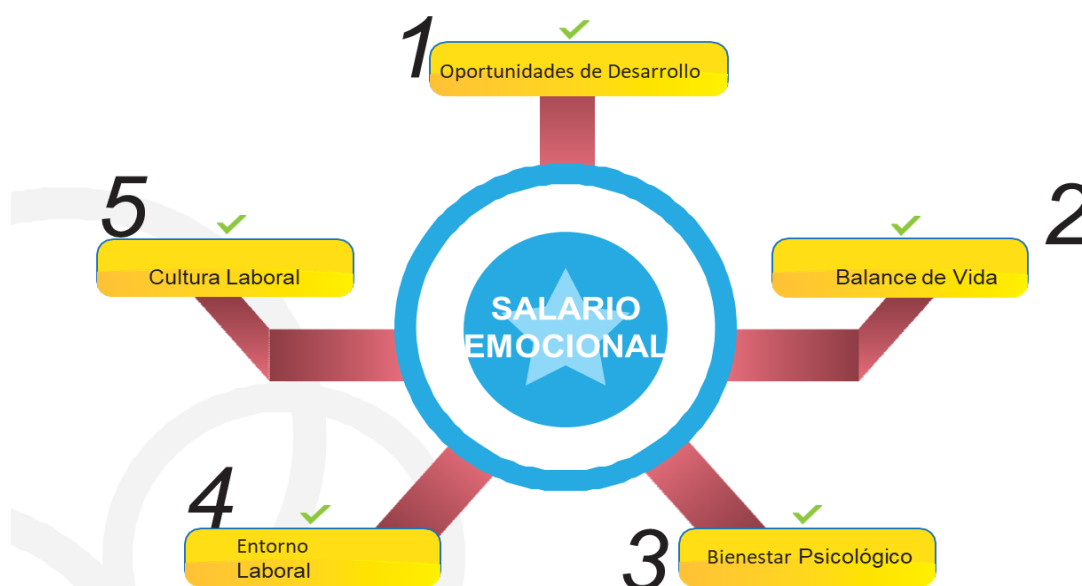 1
Oportunidades de Desarrollo
5
Cultura Laboral
2
Balance de Vida
SALARIO
EMOCIONAL
4
Entorno
Laboral
3
Bienestar Psicológico